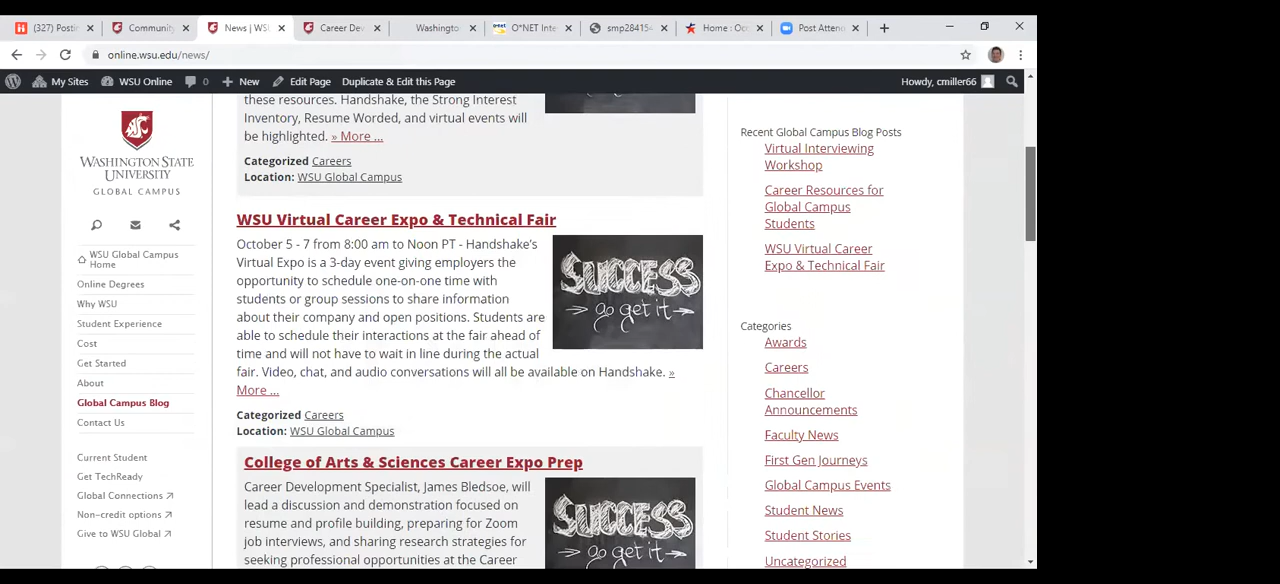 (327) Postin
Community
News | WSU
Career Dev
Washingto
O*NET Inte
smp28415
Home : Occ
Post Attend
online.wsu.edu/news/
My Sites
WSU Online
0
New
Edit Page
Duplicate & Edit this Page
Howdy, cmiller66
WASHINGTON STATE
UNIVERSITY
GLOBAL CAMPUS
WSU Global Campus
Home
Online Degrees
Why WSU
Student Experience
Cost
Get Started
About
Global Campus Blog
Contact Us
Current Student
Get TechReady
Global Connections
Non-credit options
Give to WSU Global
these resources. Handshake, the Strong Interest
Inventory, Resume Worded, and virtual events will
be highlighted. » More ...
Categorized Careers
Location: WSU Global Campus
WSU Virtual Career Expo & Technical Fair
October 5 - 7 from 8:00 am to Noon PT - Handshake's
Virtual Expo is a 3-day event giving employers the
opportunity to schedule one-on-one time with
students or group sessions to share information
about their company and open positions. Students are
able to schedule their interactions at the fair ahead of
time and will not have to wait in line during the actual
fair. Video, chat, and audio conversations will all be available on Handshake. »
More ...
SUCCESS
go get it
Categorized Careers
Location: WSU Global Campus
College of Arts & Sciences Career Expo Prep
Career Development Specialist, James Bledsoe, will
lead a discussion and demonstration focused on
resume and profile building, preparing for Zoom
job interviews, and sharing research strategies for
seeking professional opportunities at the Career
SUCCESS
go get it
Recent Global Campus Blog Posts
Virtual Interviewing
Workshop
Career Resources for
Global Campus
Students
WSU Virtual Career
Expo & Technical Fair
Categories
Awards
Careers
Chancellor
Announcements
Faculty News
First Gen Journeys
Global Campus Events
Student News
Student Stories
Uncategorized